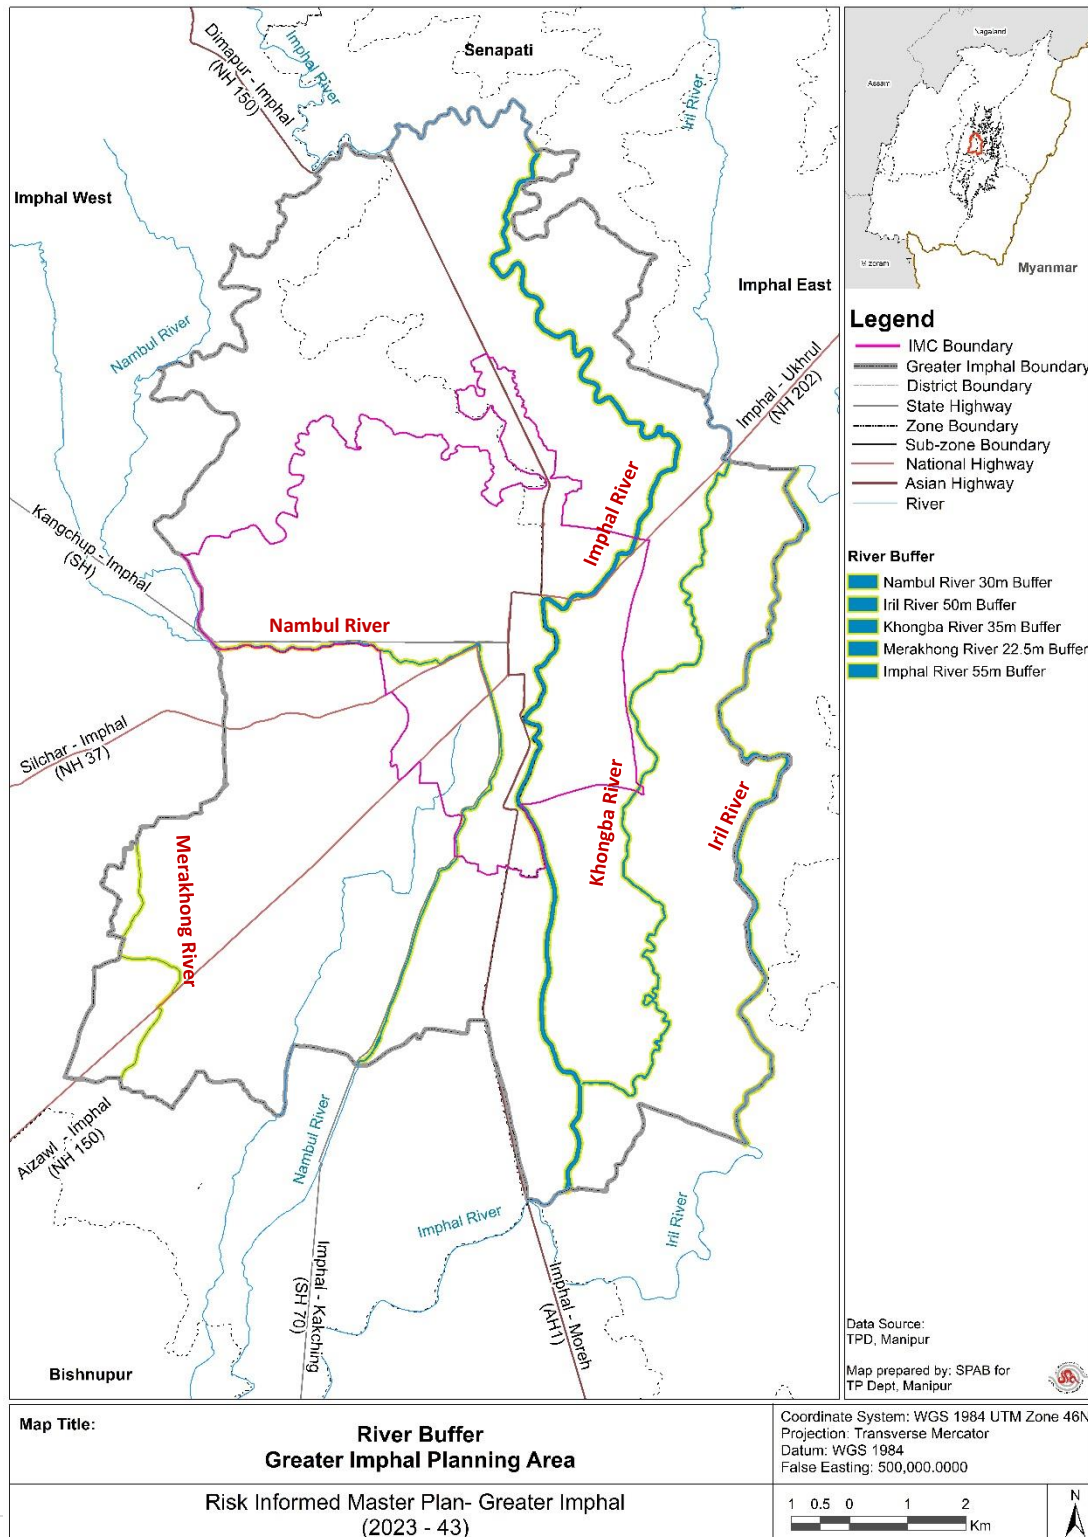 Dimapur - Imphal
(NH 150)
Imphal River
Senapati
Iril River
Imphal West
Imphal East
Nambul River
Imphal - Ukhrul
(NH 202)
Kangchup - Imphal
(SH)
Imphal River
Nambul River
Silchar - Imphal
(NH 37)
Merakhong River
Khongba River
Iril River
Aizawl - Imphal
(NH 150)
Nambul River
Imphal River
Iril River
Imphal - Kakching
(SH 70)
Imphal - Moreh
(AH1)
Bishnupur
Nagaland
Assam
Mizoram
Myanmar
Legend
IMC Boundary
Greater Imphal Boundary
District Boundary
State Highway
Zone Boundary
Sub-zone Boundary
National Highway
Asian Highway
River
River Buffer
Nambul River 30m Buffer
Iril River 50m Buffer
Khongba River 35m Buffer
Merakhong River 22.5m Buffer
Imphal River 55m Buffer
Data Source:
TPD, Manipur
Map prepared by: SPAB for
TP Dept, Manipur
Map Title:
River Buffer
Greater Imphal Planning Area
Risk Informed Master Plan- Greater Imphal
(2023 - 43)
Coordinate System: WGS 1984 UTM Zone 46N
Projection: Transverse Mercator
Datum: WGS 1984
False Easting: 500,000.0000
1 0.5 0 1 2
Km
N